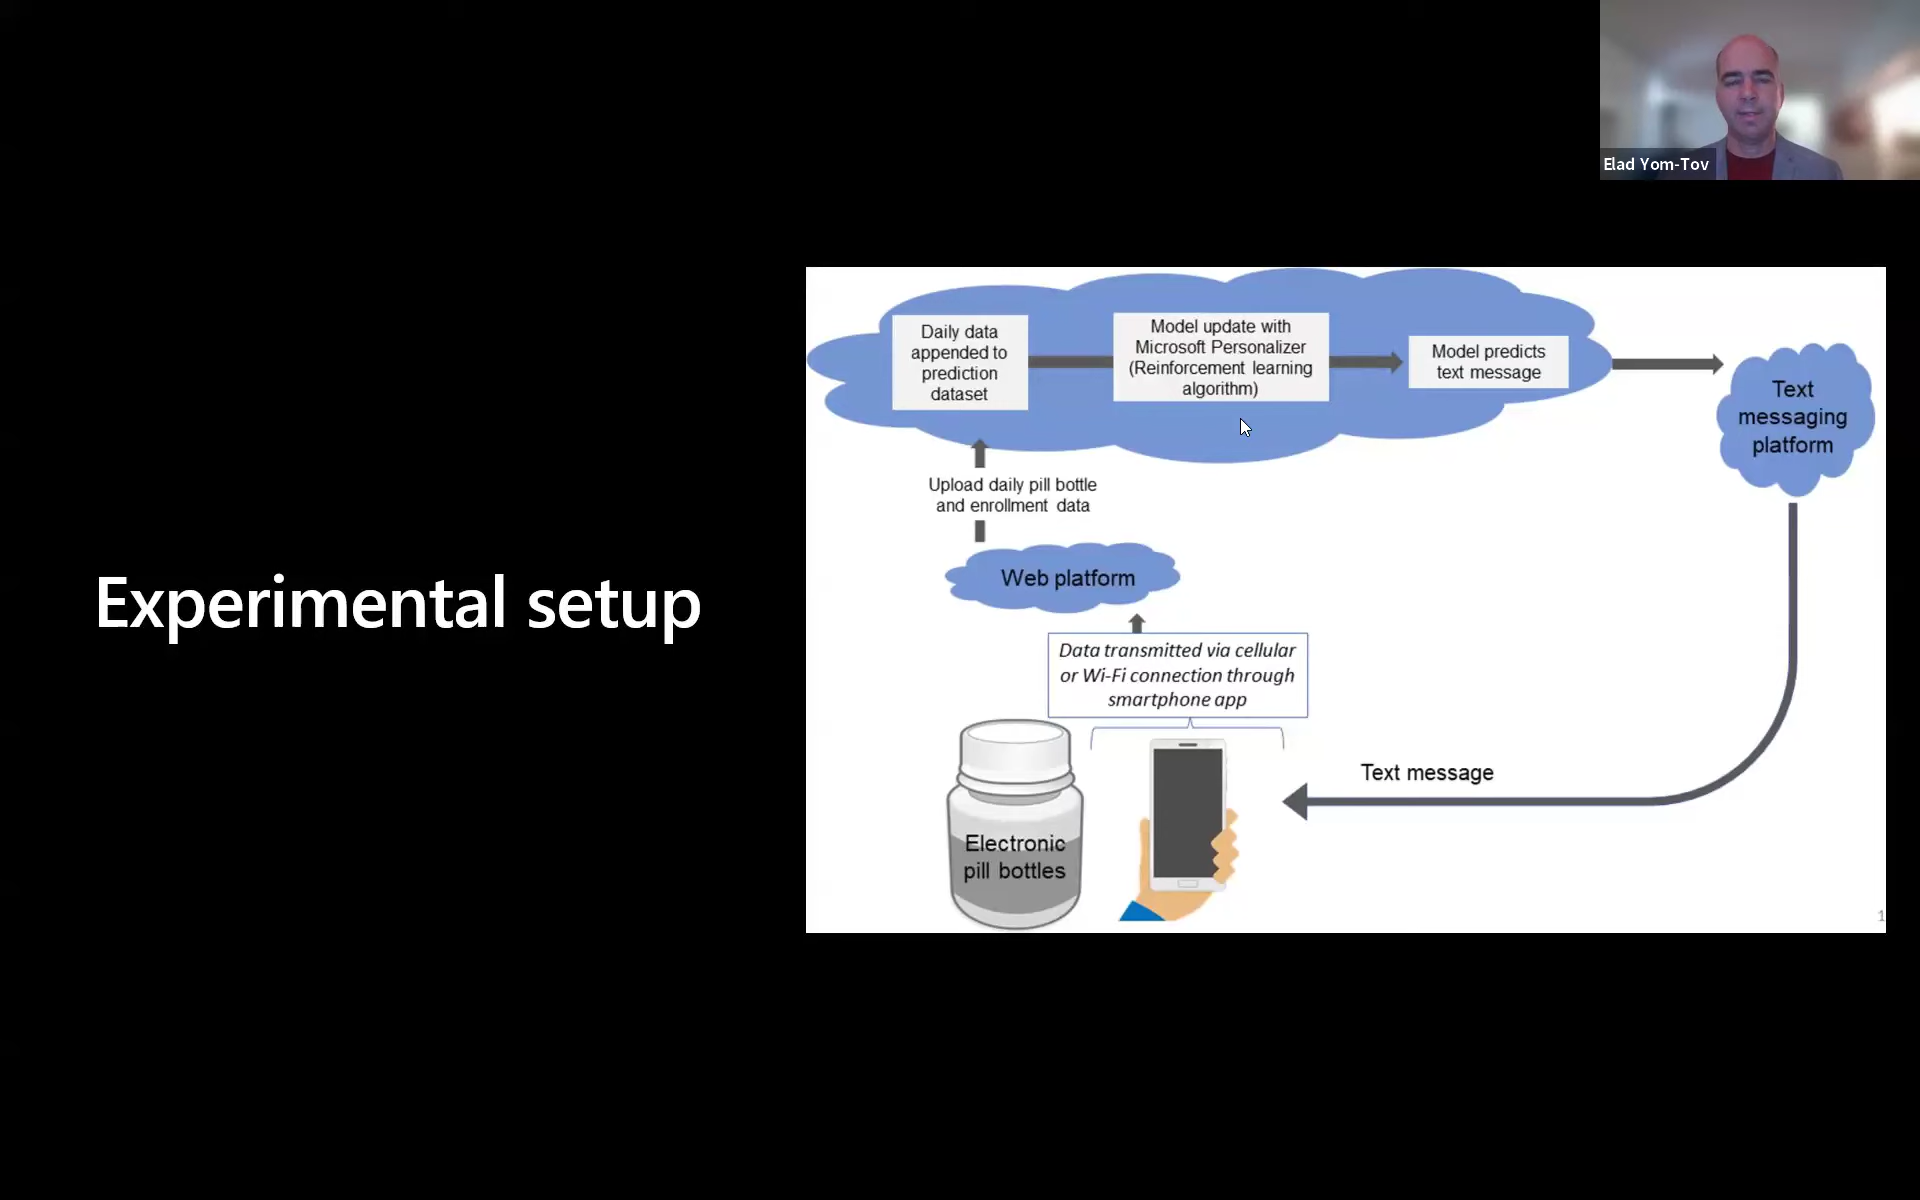 Elad Yom-Tov
Experimental setup
Daily data
appended to
prediction
dataset
Model update with
Microsoft Personalizer
(Reinforcement learning
algorithm)
Model predicts
text message
Text
messaging
platform
Upload daily pill bottle
and enrollment data
Web platform
Data transmitted via cellular
or Wi-Fi connection through
smartphone app
Text message
Electronic
pill bottles
1